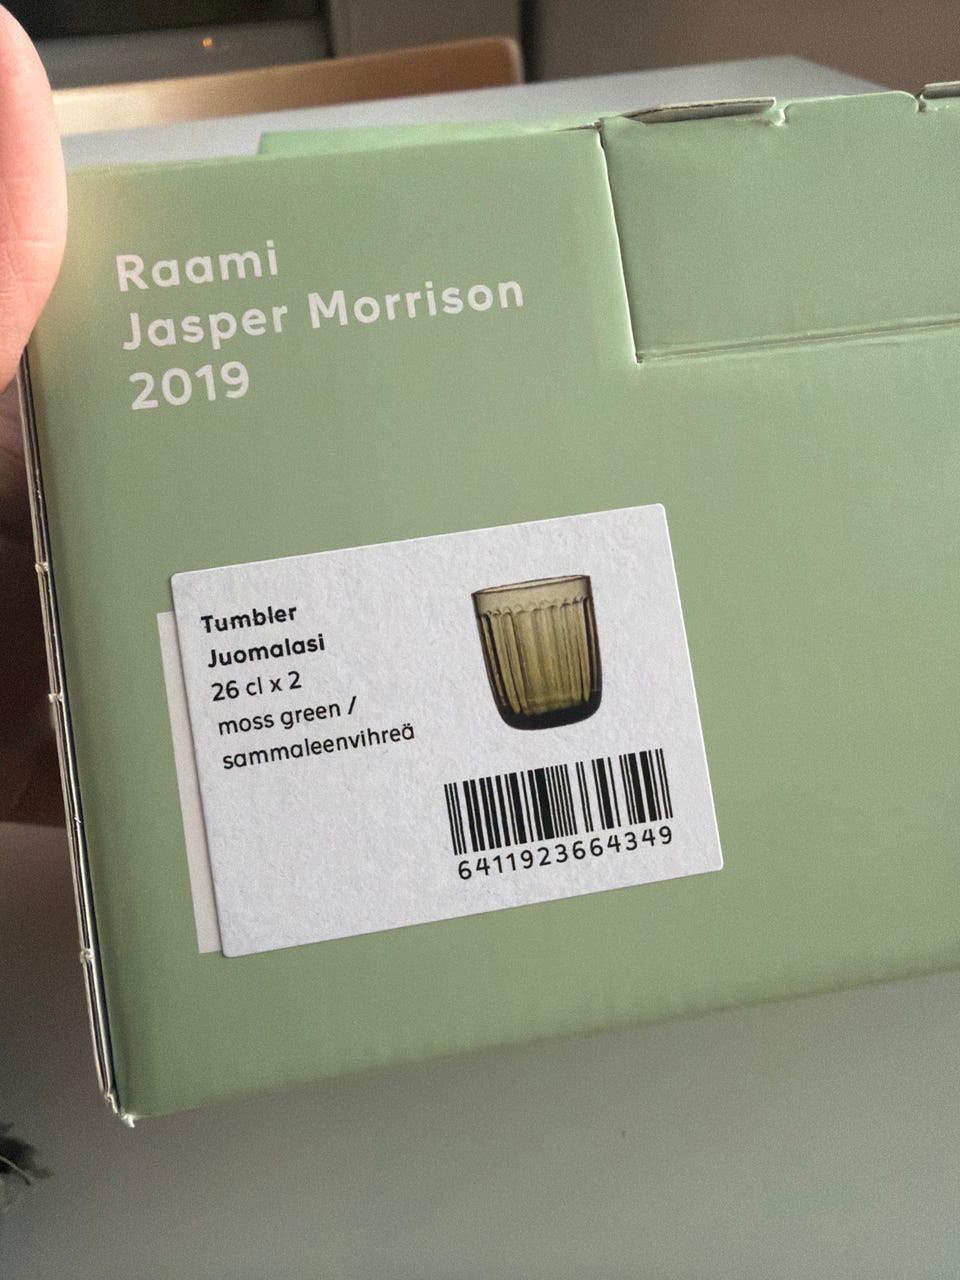 Raami
Jasper Morrison
2019
Tumbler
Juomalasi
26 cl x 2
moss green /
sammaleenvihreä
6411923664349